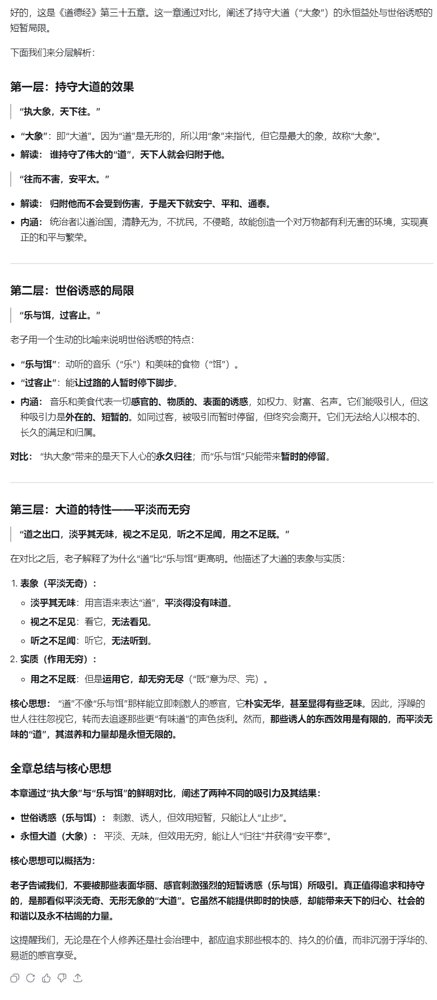 好的，这是《道德经》第三十五章。这一章通过对比，阐述了持守大道（“大象”）的永恒益处与世俗诱惑的
短暂局限。
下面我们来分层解析：
第一层：持守大道的效果
“执大象，天下往。”
• “大象”：即“大道”。因为“道”是无形的，所以用“象”来指代，但它是最大的象，故称“大象”。
• 解读： 谁持守了伟大的“道”，天下人就会归附于他。
“往而不害，安平太。”
• 解读： 归附他而不会受到伤害，于是天下就安宁、平和、通泰。
• 内涵： 统治者以道治国，清静无为，不扰民，不侵略，故能创造一个对万物都有利无害的环境，实现真
正的和平与繁荣。
第二层：世俗诱惑的局限
“乐与饵，过客止。”
老子用一个生动的比喻来说明世俗诱惑的特点：
• “乐与饵”：动听的音乐（“乐”）和美味的食物（“饵”）。
• “过客止”：能让过路的人暂时停下脚步。
• 内涵： 音乐和美食代表一切感官的、物质的、表面的诱惑，如权力、财富、名声。它们能吸引人，但这
种吸引力是外在的、短暂的。如同过客，被吸引而暂时停留，但终究会离开。它们无法给人以根本的、
长久的满足和归属。
对比： “执大象”带来的是天下人心的永久归往；而“乐与饵”只能带来暂时的停留。
第三层：大道的特性——平淡而无穷
“道之出口，淡乎其无味，视之不足见，听之不足闻，用之不足既。”
在对比之后，老子解释了为什么“道”比“乐与饵”更高明。他描述了大道的表象与实质：
1. 表象（平淡无奇）：
◦ 淡乎其无味：用言语来表达“道”，平淡得没有味道。
◦ 视之不足见：看它，无法看见。
◦ 听之不足闻：听它，无法听到。
2. 实质（作用无穷）：
◦ 用之不足既：但是运用它，却无穷无尽（“既”意为尽、完）。
核心思想： “道”不像“乐与饵”那样能立即刺激人的感官，它朴实无华，甚至显得有些乏味。因此，浮躁的
世人往往忽视它，转而去追逐那些更“有味道”的声色货利。然而，那些诱人的东西效用是有限的，而平淡无
味的“道”，其滋养和力量却是永恒无限的。
全章总结与核心思想
本章通过“执大象”与“乐与饵”的鲜明对比，阐述了两种不同的吸引力及其结果：
• 世俗诱惑（乐与饵）： 刺激、诱人，但效用短暂，只能让人“止步”。
• 永恒大道（大象）： 平淡、无味，但效用无穷，能让人“归往”并获得“安平泰”。
核心思想可以概括为：
老子告诫我们，不要被那些表面华丽、感官刺激强烈的短暂诱惑（乐与饵）所吸引。真正值得追求和持守
的，是那看似平淡无奇、无形无象的“大道”。它虽然不能提供即时的快感，却能带来天下的归心、社会的
和谐以及永不枯竭的力量。
这提醒我们，无论是在个人修养还是社会治理中，都应追求那些根本的、持久的价值，而非沉溺于浮华的、
易逝的感官享受。